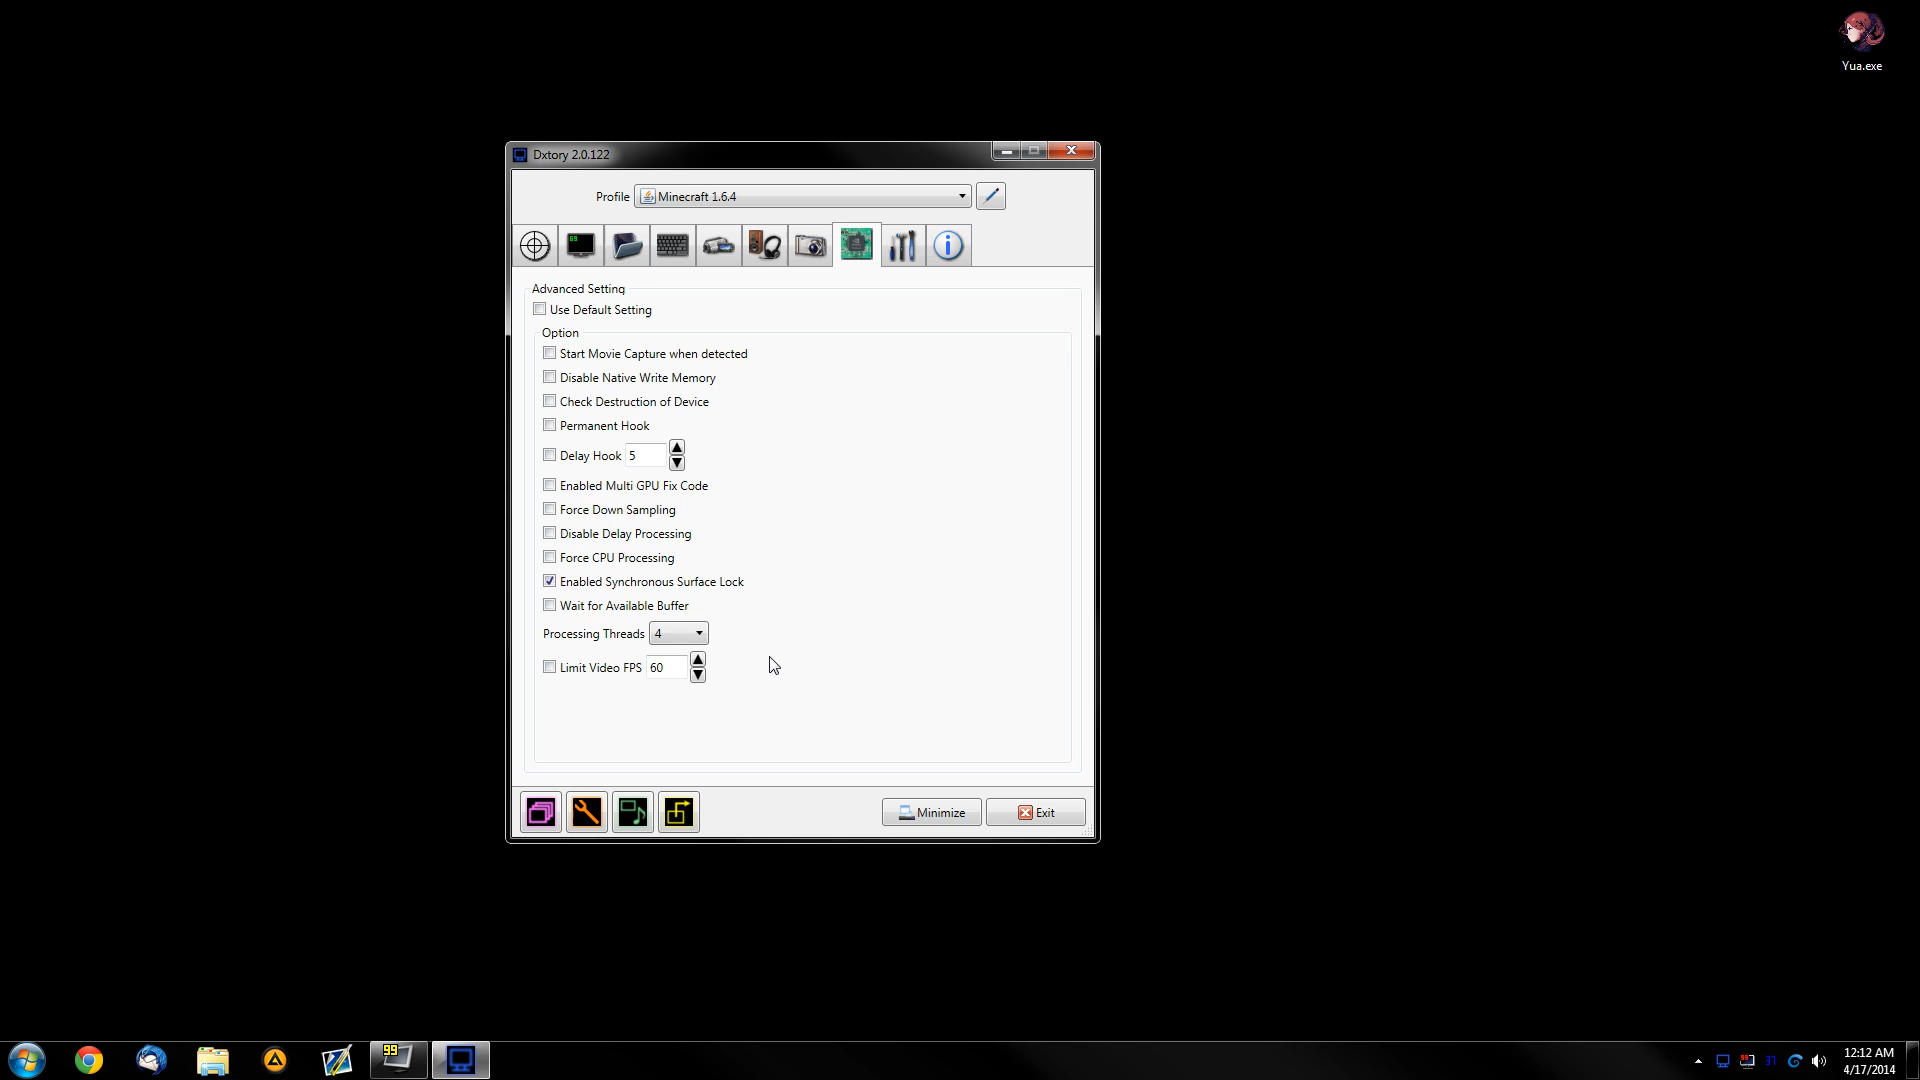 Yua.exe
Dxtory 2.0.122
Profile Minecraft 1.6.4
Advanced Setting
Use Default Setting
Option
Start Movie Capture when detected
Disable Native Write Memory
Check Destruction of Device
Permanent Hook
Delay Hook 5
Enabled Multi GPU Fix Code
Force Down Sampling
Disable Delay Processing
Force CPU Processing
Enabled Synchronous Surface Lock
Wait for Available Buffer
Processing Threads 4
Limit Video FPS 60
Minimize Exit
99
12:12 AM
4/17/2014